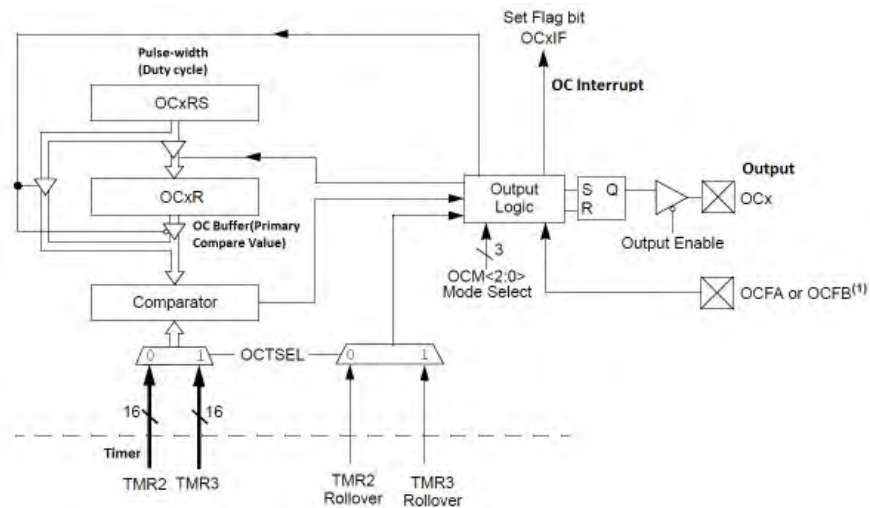 Set Flag bit
OCxIF
Pulse-width
(Duty cycle)
OC Interrupt
OCxRS
Output
OCxR
Output
Logic
S Q
R
OCx
OC Buffer(Primary
Compare Value)
Output Enable
3
OCM<2:0>
Mode Select
OCFA or OCFB(1)
Comparator
0 1
OCTSEL
0 1
16
16
Timer
TMR2
TMR3
TMR2
Rollover
TMR3
Rollover